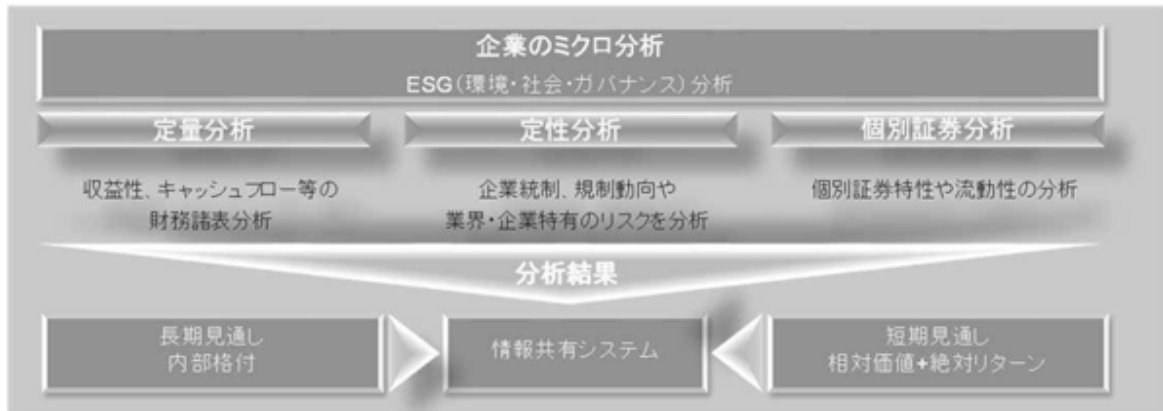 企業のミクロ分析
ESG（環境・社会・ガバナンス）分析
定量分析
定性分析
個別証券分析
収益性、キャッシュフロー等の
財務諸表分析
企業統制、規制動向や
業界・企業特有のリスクを分析
個別証券特性や流動性の分析
分析結果
長期見通し
内部格付
情報共有システム
短期見通し
相対価値+絶対リターン